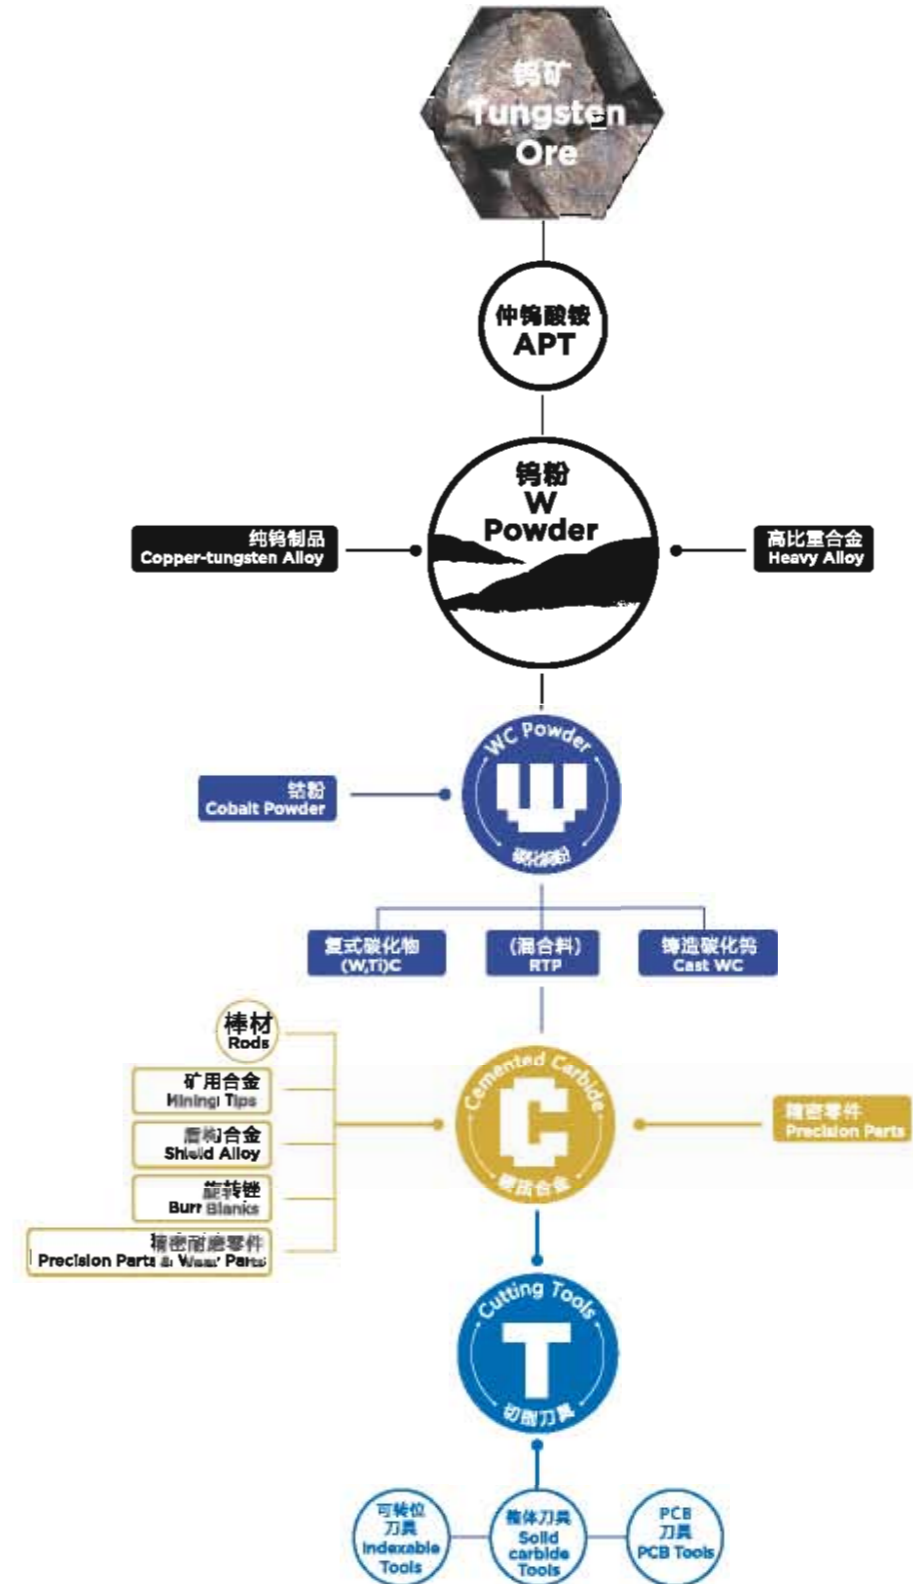 钨矿
Tungsten
Ore
仲钨酸铵
APT
钨粉
W
Powder
纯钨制品
Copper-tungsten Alloy
高比重合金
Heavy Alloy
WC Powder
W
碳化钨粉
钴粉
Cobalt Powder
复式碳化物
(W,Ti)C
(混合料)
RTP
铸造碳化钨
Cast WC
棒材
Rods
矿用合金
Mining Tips
盾构合金
Shield Alloy
旋转锉
Burr Blanks
精密耐磨零件
Precision Parts & Wear Parts
Cemented Carbide
C
硬质合金
精密零件
Precision Parts
Cutting Tools
T
切削刀具
可转位
刀具
Indexable
Tools
整体刀具
Solid
carbide
Tools
PCB
刀具
PCB Tools